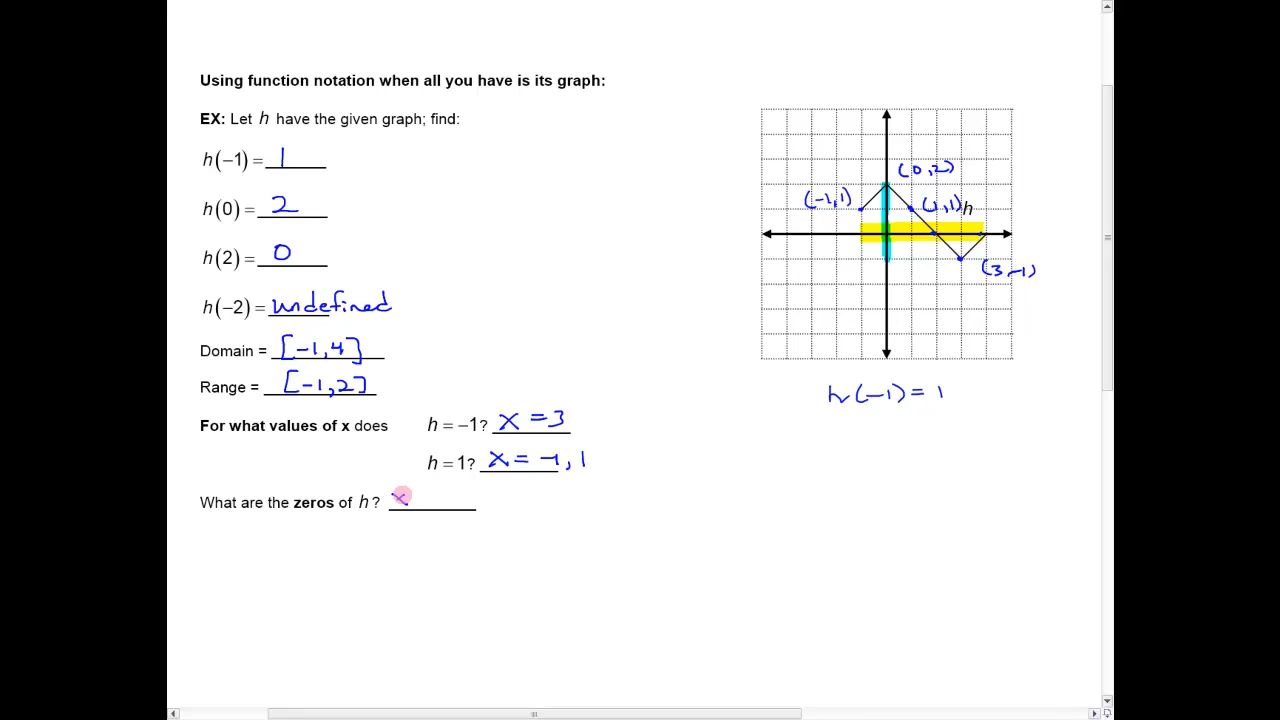 Using function notation when all you have is its graph:
EX: Let h have the given graph; find:
h(−1) = 1
h(0) = 2
h(2) = 0
h(−2) = undefined
Domain = [-1,4]
Range = [-1,2]
For what values of x does h = −1? x = 3
h = 1? x = -1, 1
What are the zeros of h? x
(0,2)
(-1,1)
(1,1) h
(3,-1)
h(-1) = 1